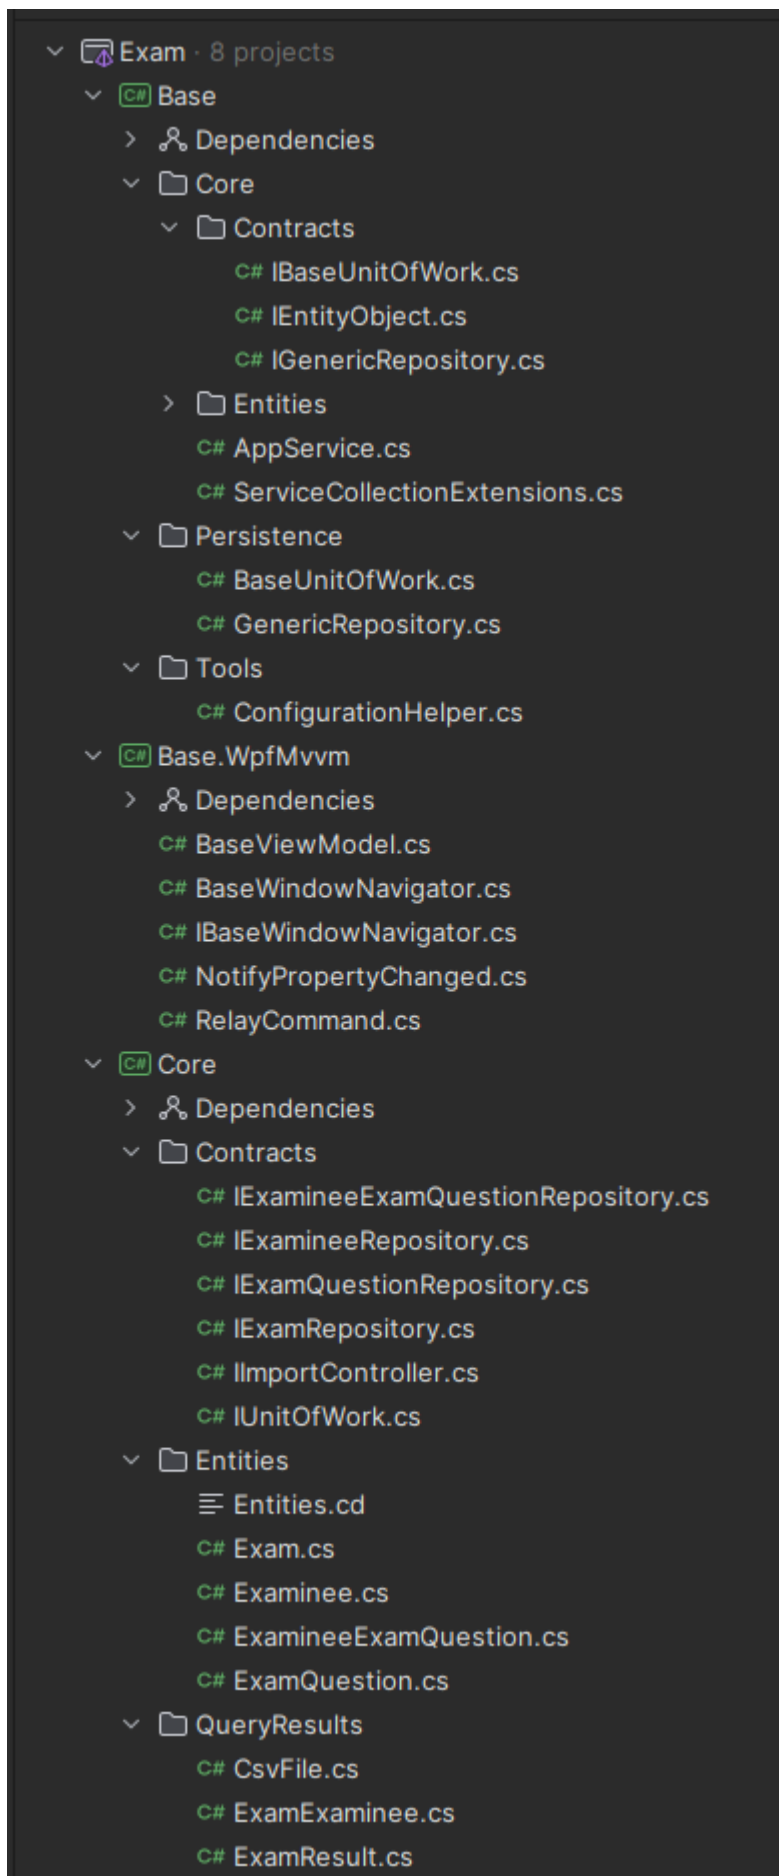 Exam · 8 projects
C# Base
Dependencies
Core
Contracts
C# IBaseUnitOfWork.cs
C# IEntityObject.cs
C# IGenericRepository.cs
Entities
C# AppService.cs
C# ServiceCollectionExtensions.cs
Persistence
C# BaseUnitOfWork.cs
C# GenericRepository.cs
Tools
C# ConfigurationHelper.cs
C# Base.WpfMvvm
Dependencies
C# BaseViewModel.cs
C# BaseWindowNavigator.cs
C# IBaseWindowNavigator.cs
C# NotifyPropertyChanged.cs
C# RelayCommand.cs
C# Core
Dependencies
Contracts
C# IExamineeExamQuestionRepository.cs
C# IExamineeRepository.cs
C# IExamQuestionRepository.cs
C# IExamRepository.cs
C# IImportController.cs
C# IUnitOfWork.cs
Entities
Entities.cd
C# Exam.cs
C# Examinee.cs
C# ExamineeExamQuestion.cs
C# ExamQuestion.cs
QueryResults
C# CsvFile.cs
C# ExamExaminee.cs
C# ExamResult.cs